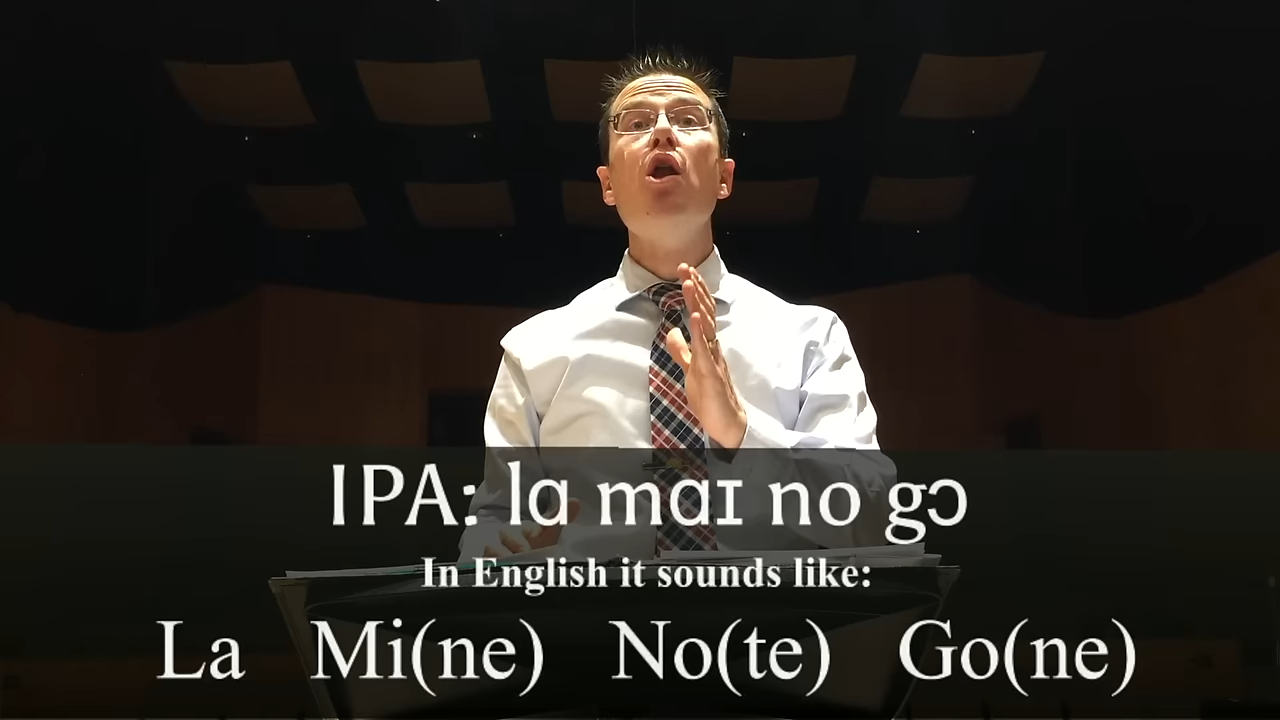 IPA: lɑ mɑɪ no gɔ
In English it sounds like:
La Mi(ne) No(te) Go(ne)